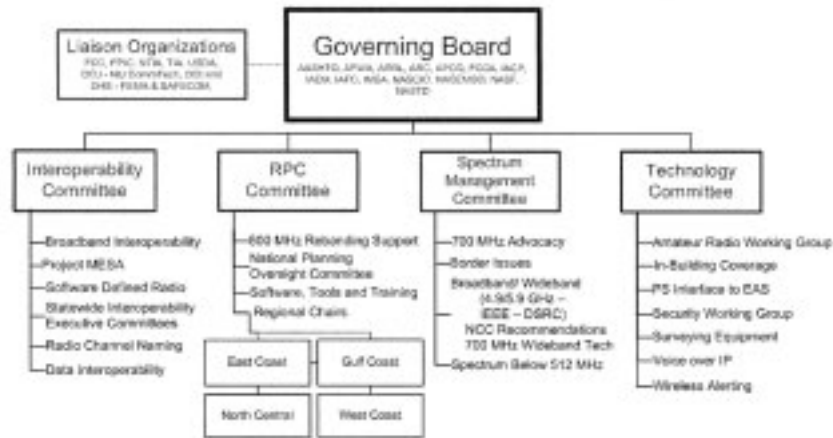 Liaison Organizations
FCC, FPIC, NTIA, TIA, USDA,
DOJ - NIJ CommTech, DOI and
DHS - FEMA & SAFECOM
Governing Board
AASHTO, AFWA, ARRL, ARC, APCO, FCCA, IACP,
IAEM, IAFC, IMSA, NASCIO, NASEMSO, NASF,
NASTD
Interoperability
Committee
Broadband Interoperability
Project MESA
Software Defined Radio
Statewide Interoperability
Executive Committees
Radio Channel Naming
Data Interoperability
RPC
Committee
800 MHz Rebanding Support
National Planning
Oversight Committee
Software, Tools and Training
Regional Chairs
East Coast
Gulf Coast
North Central
West Coast
Spectrum
Management
Committee
700 MHz Advocacy
Border Issues
Broadband/ Wideband
(4.9/5.9 GHz –
IEEE – DSRC)
NCC Recommendations
700 MHz Wideband Tech
Spectrum Below 512 MHz
Technology
Committee
Amateur Radio Working Group
In-Building Coverage
PS Interface to EAS
Security Working Group
Surveying Equipment
Voice over IP
Wireless Alerting